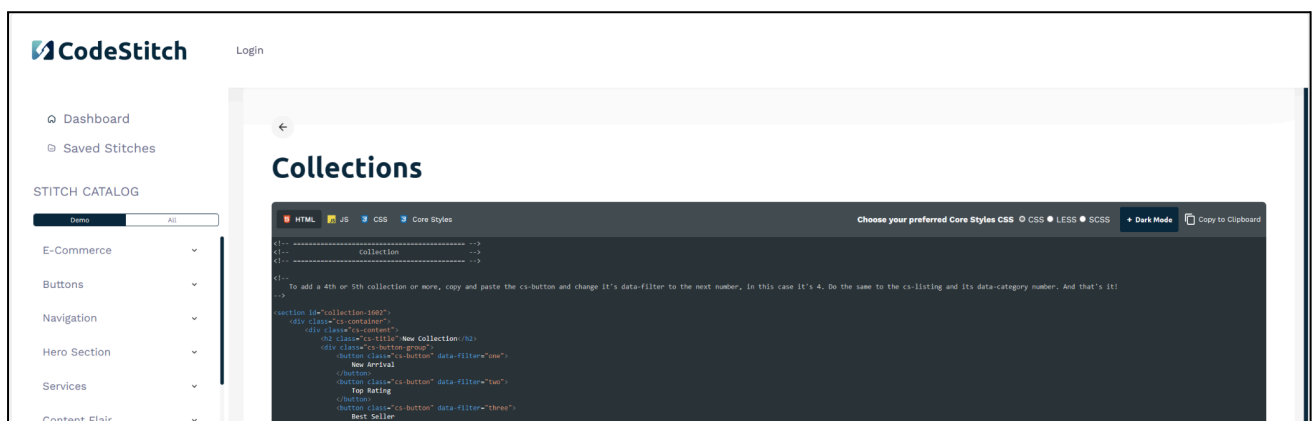 CodeStitch
Login
Dashboard
Saved Stitches
STITCH CATALOG
Demo All
E-Commerce
Buttons
Navigation
Hero Section
Services
Content Flair
Collections
HTML JS CSS Core Styles Choose your preferred Core Styles CSS CSS LESS SCSS + Dark Mode Copy to Clipboard
<!-- ============================================ -->
<!--                 Collection                   -->
<!-- ============================================ -->
<!--
To add a 4th or 5th collection or more, copy and paste the cs-button and change it's data-filter to the next number, in this case it's 4. Do the same to the cs-listing and its data-category number. And that's it!
-->
<section id="collection-1602">
<div class="cs-container">
<div class="cs-content">
<h2 class="cs-title">New Collection</h2>
<div class="cs-button-group">
<button class="cs-button" data-filter="one">
New Arrival
</button>
<button class="cs-button" data-filter="two">
Top Rating
</button>
<button class="cs-button" data-filter="three">
Best Seller